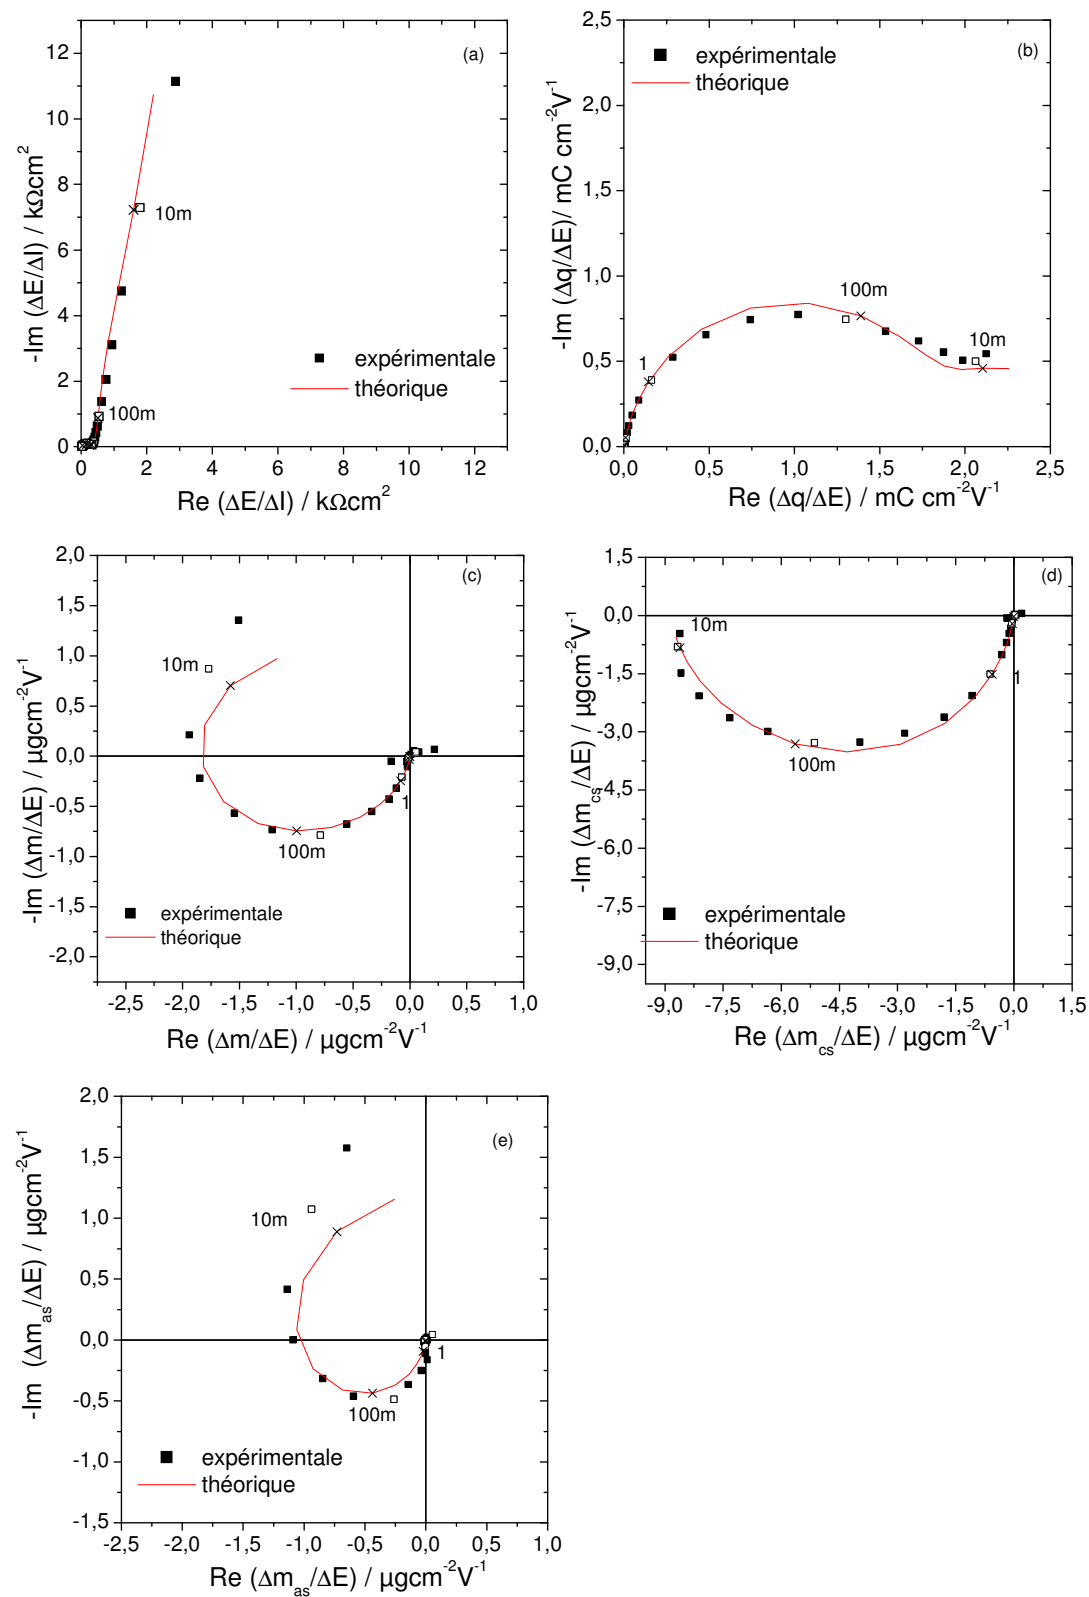 (a)
12
10
8
6
4
2
0
-Im (ΔE/ΔI) / kΩcm²
10m
100m
expérimentale
théorique
0 2 4 6 8 10 12
Re (ΔE/ΔI) / kΩcm²
(b)
2,5
2,0
1,5
1,0
0,5
0,0
-Im (Δq/ΔE)/ mC cm⁻²V⁻¹
expérimentale
théorique
100m
10m
1
0,0 0,5 1,0 1,5 2,0 2,5
Re (Δq/ΔE) / mC cm⁻²V⁻¹
(c)
2,0
1,5
1,0
0,5
0,0
-0,5
-1,0
-1,5
-2,0
-Im (Δm/ΔE) / µgcm⁻²V⁻¹
10m
1
100m
expérimentale
théorique
-2,5 -2,0 -1,5 -1,0 -0,5 0,0 0,5 1,0
Re (Δm/ΔE) / µgcm⁻²V⁻¹
(d)
1,5
0,0
-1,5
-3,0
-4,5
-6,0
-7,5
-9,0
-Im (Δm_cs/ΔE) / µgcm⁻²V⁻¹
10m
1
100m
expérimentale
théorique
-9,0 -7,5 -6,0 -4,5 -3,0 -1,5 0,0 1,5
Re (Δm_cs/ΔE) / µgcm⁻²V⁻¹
(e)
2,0
1,5
1,0
0,5
0,0
-0,5
-1,0
-1,5
-Im (Δm_as/ΔE) / µgcm⁻²V⁻¹
10m
1
100m
expérimentale
théorique
-2,5 -2,0 -1,5 -1,0 -0,5 0,0 0,5 1,0
Re (Δm_as/ΔE) / µgcm⁻²V⁻¹